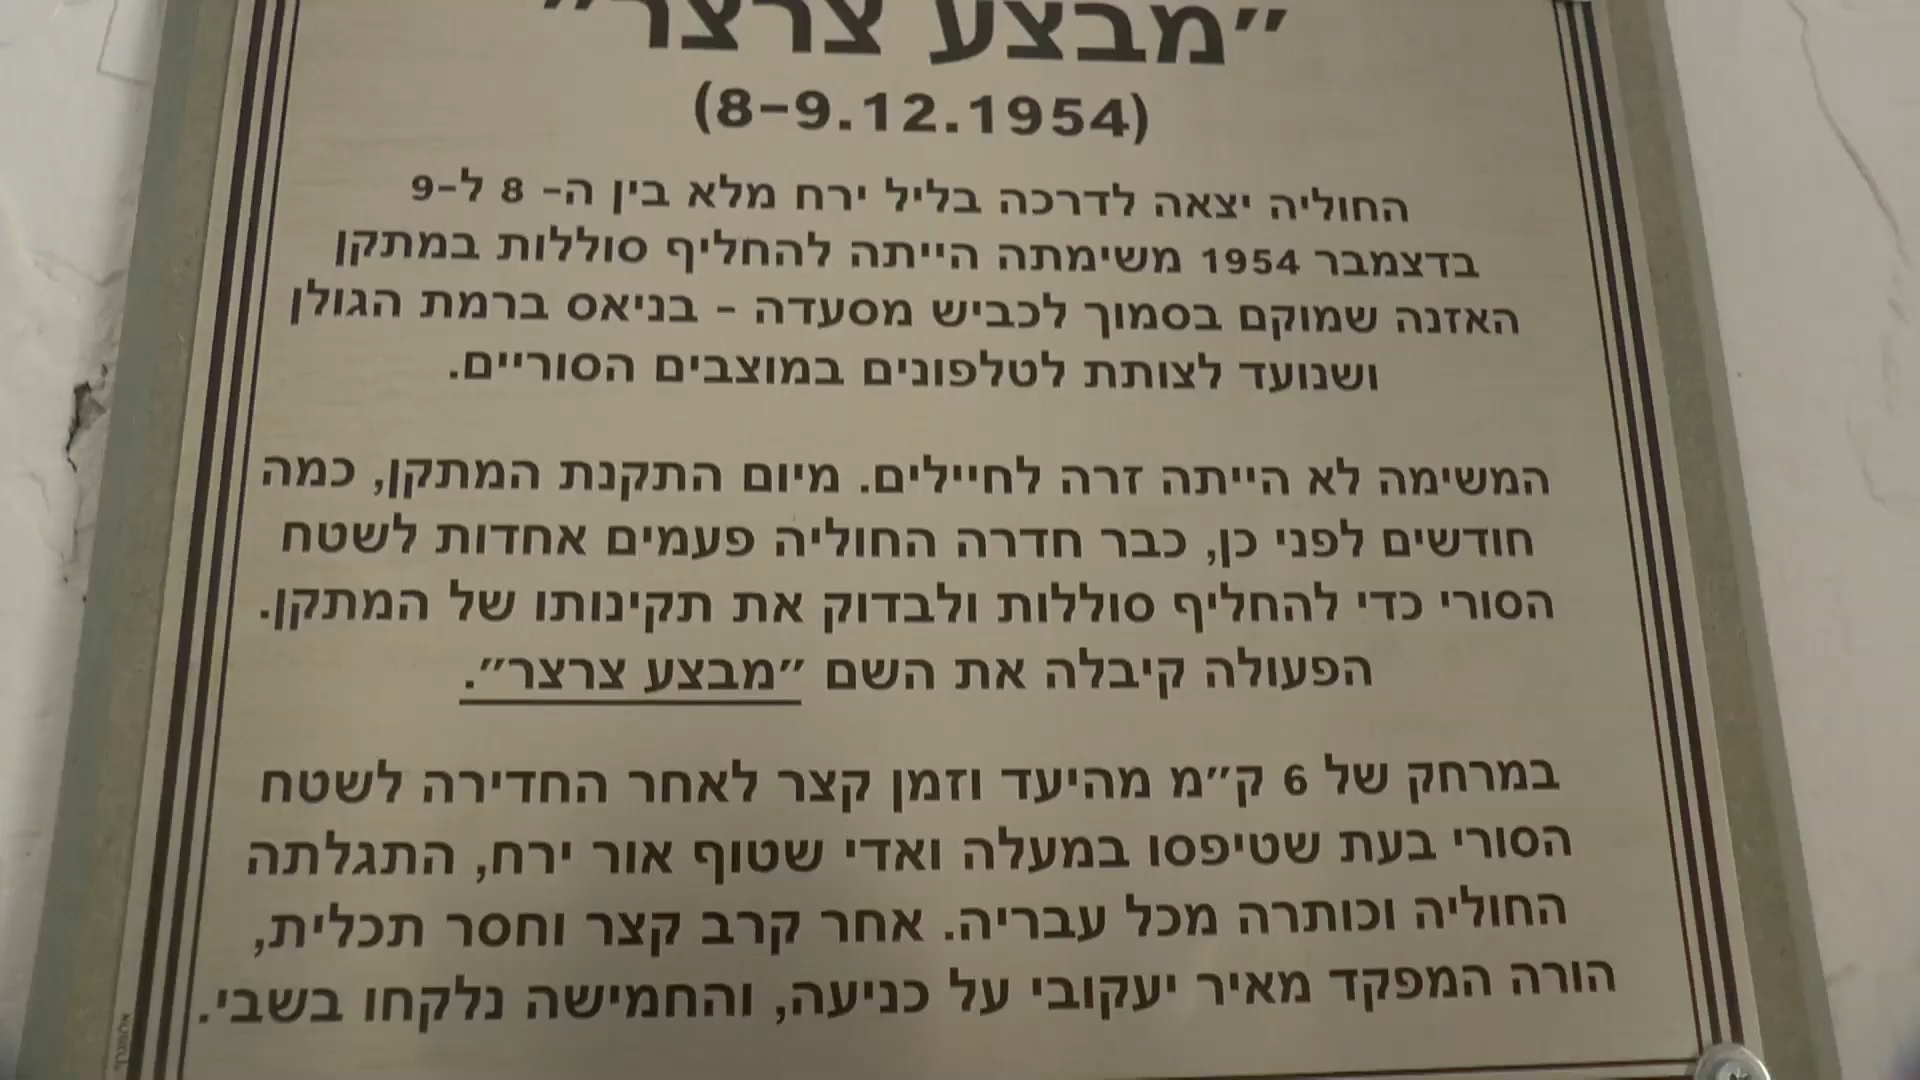 "מבצע צרצר"
(8-9.12.1954)
החוליה יצאה לדרכה בליל ירח מלא בין ה- 8 ל-9
בדצמבר 1954 משימתה הייתה להחליף סוללות במתקן
האזנה שמוקם בסמוך לכביש מסעדה - בניאס ברמת הגולן
ושנועד לצותת לטלפונים במוצבים הסוריים.
המשימה לא הייתה זרה לחיילים. מיום התקנת המתקן, כמה
חודשים לפני כן, כבר חדרה החוליה פעמים אחדות לשטח
הסורי כדי להחליף סוללות ולבדוק את תקינותו של המתקן.
הפעולה קיבלה את השם "מבצע צרצר".
במרחק של 6 ק"מ מהיעד וזמן קצר לאחר החדירה לשטח
הסורי בעת שטיפסו במעלה ואדי שטוף אור ירח, התגלתה
החוליה וכותרה מכל עבריה. אחר קרב קצר וחסר תכלית,
הורה המפקד מאיר יעקובי על כניעה, והחמישה נלקחו בשבי.